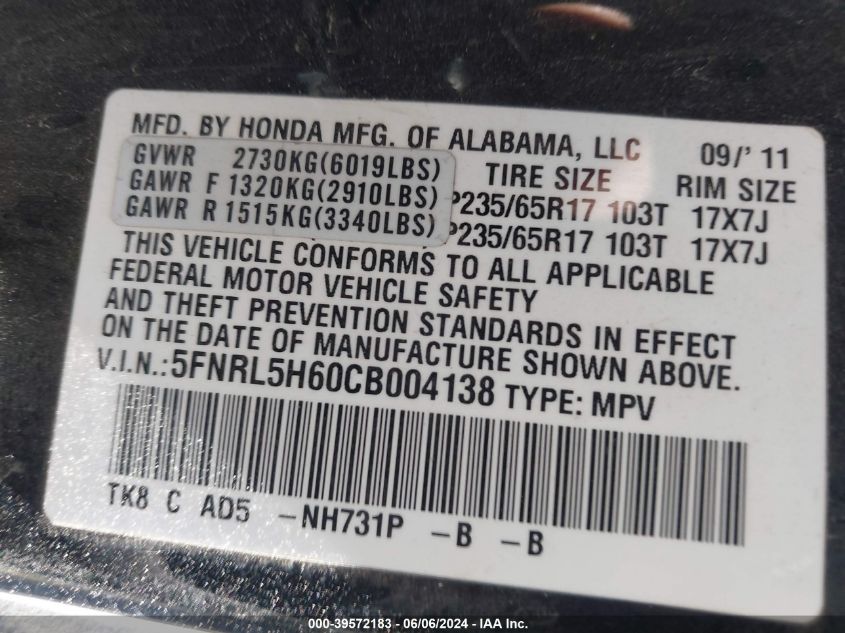 MFD. BY HONDA MFG. OF ALABAMA, LLC 09/' 11
GVWR 2730KG(6019LBS) TIRE SIZE RIM SIZE
GAWR F 1320KG(2910LBS) P235/65R17 103T 17X7J
GAWR R 1515KG(3340LBS) P235/65R17 103T 17X7J
THIS VEHICLE CONFORMS TO ALL APPLICABLE
FEDERAL MOTOR VEHICLE SAFETY
AND THEFT PREVENTION STANDARDS IN EFFECT
ON THE DATE OF MANUFACTURE SHOWN ABOVE.
V.I.N.:5FNRL5H60CB004138 TYPE: MPV
TK8 C AD5 -NH731P -B -B
000-39572183 - 06/06/2024 - IAA Inc.